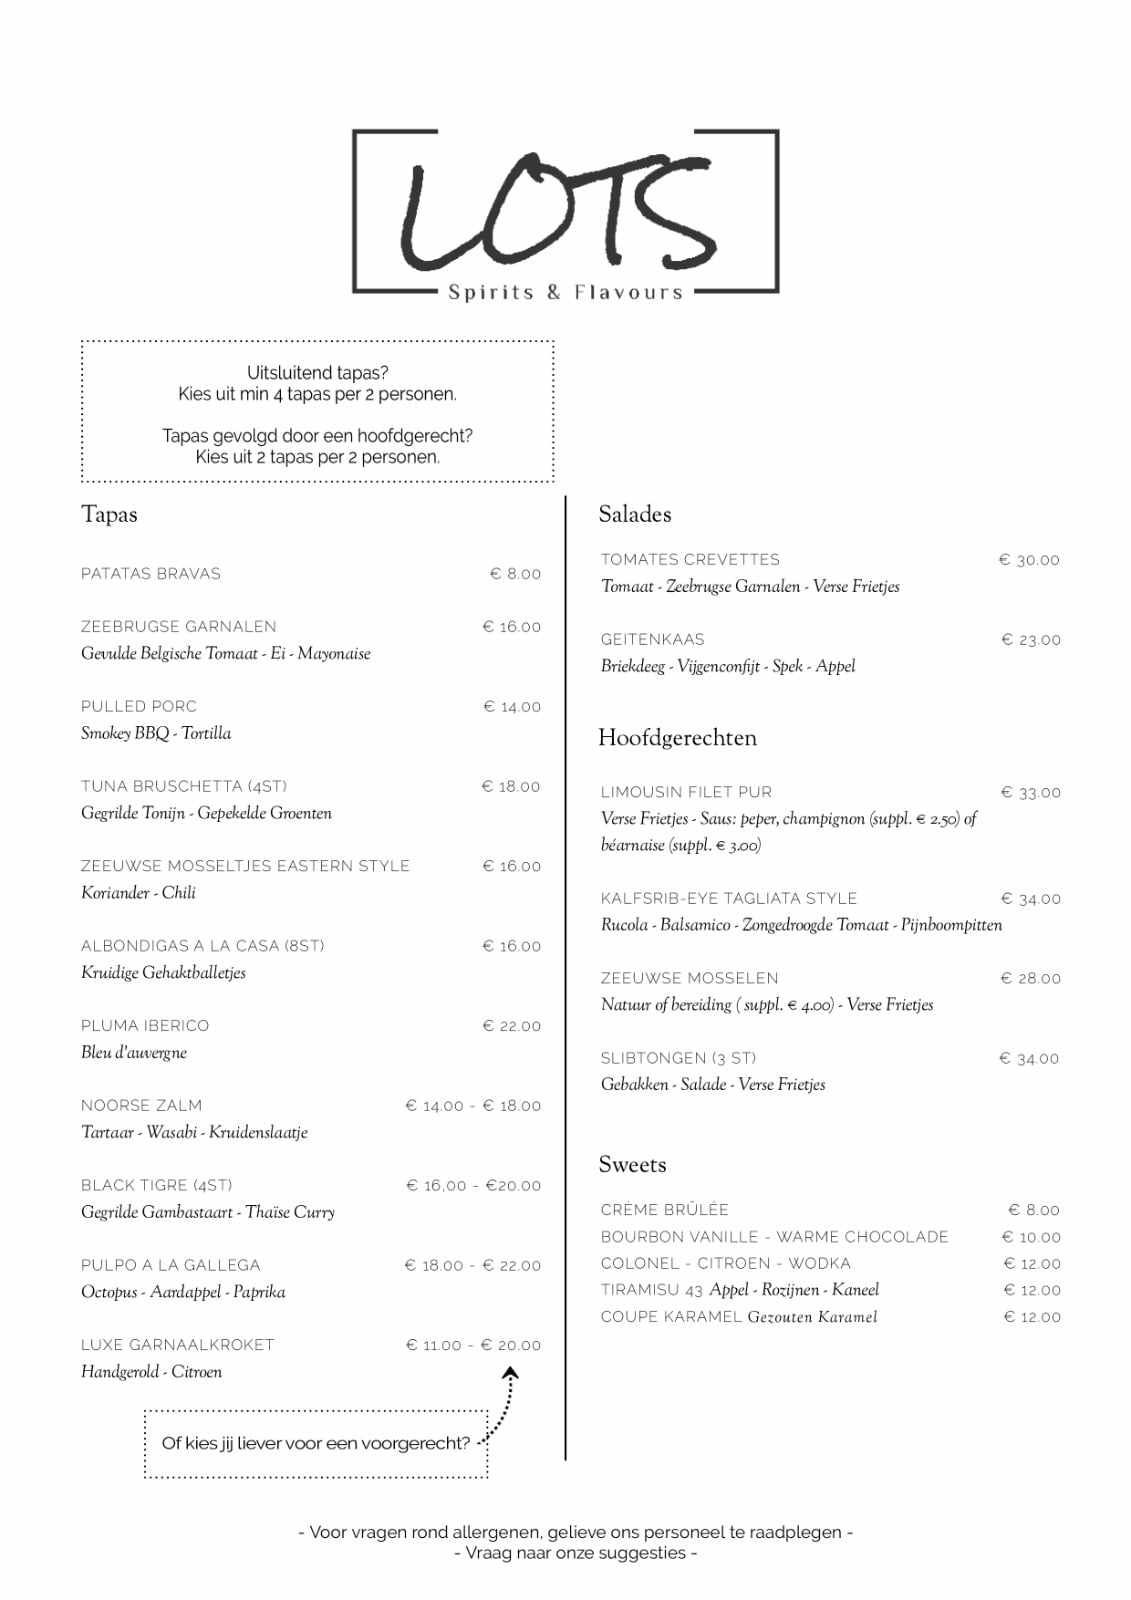 LOTS
Spirits & Flavours
Uitsluitend tapas?
Kies uit min 4 tapas per 2 personen.
Tapas gevolgd door een hoofdgerecht?
Kies uit 2 tapas per 2 personen.
Tapas
PATATAS BRAVAS € 8.00
ZEEBRUGSE GARNALEN € 16.00
Gevulde Belgische Tomaat - Ei - Mayonaise
PULLED PORC € 14.00
Smokey BBQ - Tortilla
TUNA BRUSCHETTA (4ST) € 18.00
Gegrilde Tonijn - Gepekelde Groenten
ZEEUWSE MOSSELTJES EASTERN STYLE € 16.00
Koriander - Chili
ALBONDIGAS A LA CASA (8ST) € 16.00
Kruidige Gehaktballetjes
PLUMA IBERICO € 22.00
Bleu d'auvergne
NOORSE ZALM € 14.00 - € 18.00
Tartaar - Wasabi - Kruidenslaatje
BLACK TIGRE (4ST) € 16,00 - €20.00
Gegrilde Gambastaart - Thaïse Curry
PULPO A LA GALLEGA € 18.00 - € 22.00
Octopus - Aardappel - Paprika
LUXE GARNAALKROKET € 11.00 - € 20.00
Handgerold - Citroen
Of kies jij liever voor een voorgerecht?
Salades
TOMATES CREVETTES € 30.00
Tomaat - Zeebrugse Garnalen - Verse Frietjes
GEITENKAAS € 23.00
Briekdeeg - Vijgenconfijt - Spek - Appel
Hoofdgerechten
LIMOUSIN FILET PUR € 33.00
Verse Frietjes - Saus: peper, champignon (suppl. € 2.50) of
béarnaise (suppl. € 3.00)
KALFSRIB-EYE TAGLIATA STYLE € 34.00
Rucola - Balsamico - Zongedroogde Tomaat - Pijnboompitten
ZEEUWSE MOSSELEN € 28.00
Natuur of bereiding ( suppl. € 4.00) - Verse Frietjes
SLIBTONGEN (3 ST) € 34.00
Gebakken - Salade - Verse Frietjes
Sweets
CRÈME BRÛLÉE € 8.00
BOURBON VANILLE - WARME CHOCOLADE € 10.00
COLONEL - CITROEN - WODKA € 12.00
TIRAMISU 43 Appel - Rozijnen - Kaneel € 12.00
COUPE KARAMEL Gezouten Karamel € 12.00
- Voor vragen rond allergenen, gelieve ons personeel te raadplegen -
- Vraag naar onze suggesties -